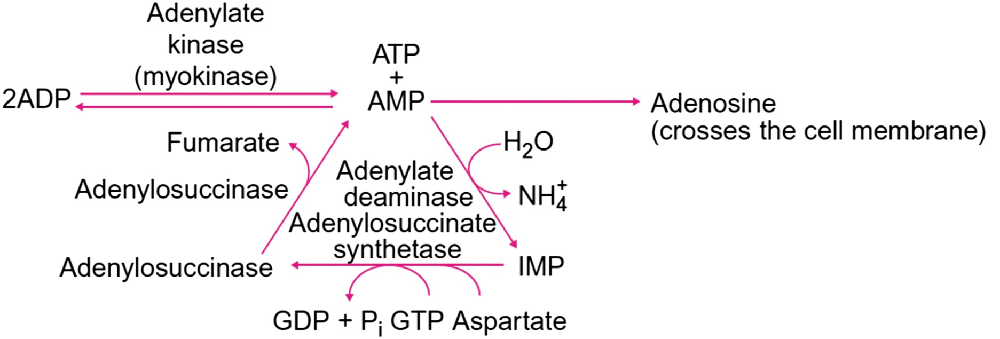 Adenylate
kinase
(myokinase)
2ADP
ATP
+
AMP
Adenosine
(crosses the cell membrane)
Fumarate
H₂O
Adenylosuccinase
Adenylate
deaminase
NH₄⁺
Adenylosuccinate
synthetase
Adenylosuccinase
IMP
GDP + Pᵢ GTP Aspartate